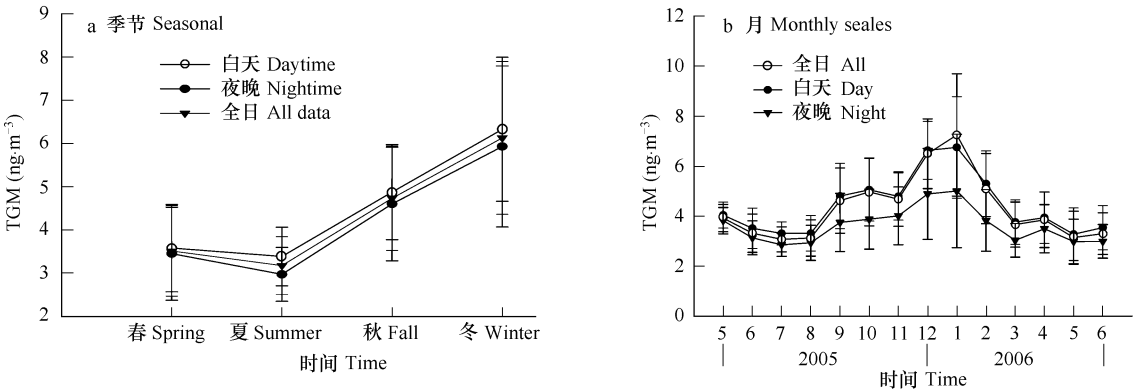 a 季节 Seasonal
白天 Daytime
夜晚 Nightime
全日 All data
TGM (ng·m⁻³)
9
8
7
6
5
4
3
2
春 Spring 夏 Summer 秋 Fall 冬 Winter
时间 Time
b 月 Monthly seales
全日 All
白天 Day
夜晚 Night
TGM (ng·m⁻³)
12
10
8
6
4
2
0
5 6 7 8 9 10 11 12 1 2 3 4 5 6
2005 2006
时间 Time